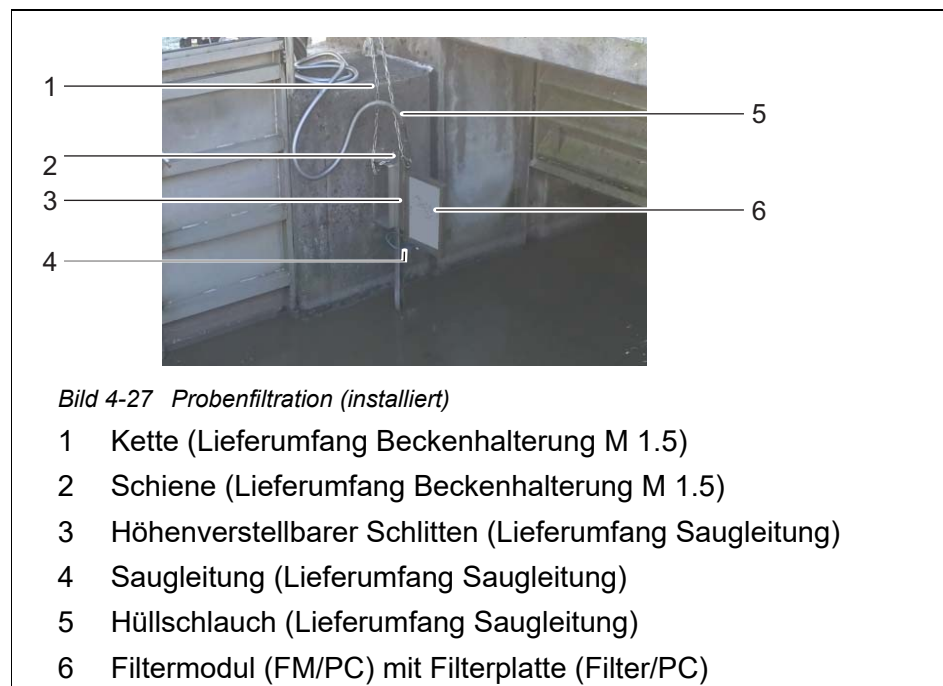 1
2
3
4
5
6
Bild 4-27 Probenfiltration (installiert)
1 Kette (Lieferumfang Beckenhalterung M 1.5)
2 Schiene (Lieferumfang Beckenhalterung M 1.5)
3 Höhenverstellbarer Schlitten (Lieferumfang Saugleitung)
4 Saugleitung (Lieferumfang Saugleitung)
5 Hüllschlauch (Lieferumfang Saugleitung)
6 Filtermodul (FM/PC) mit Filterplatte (Filter/PC)